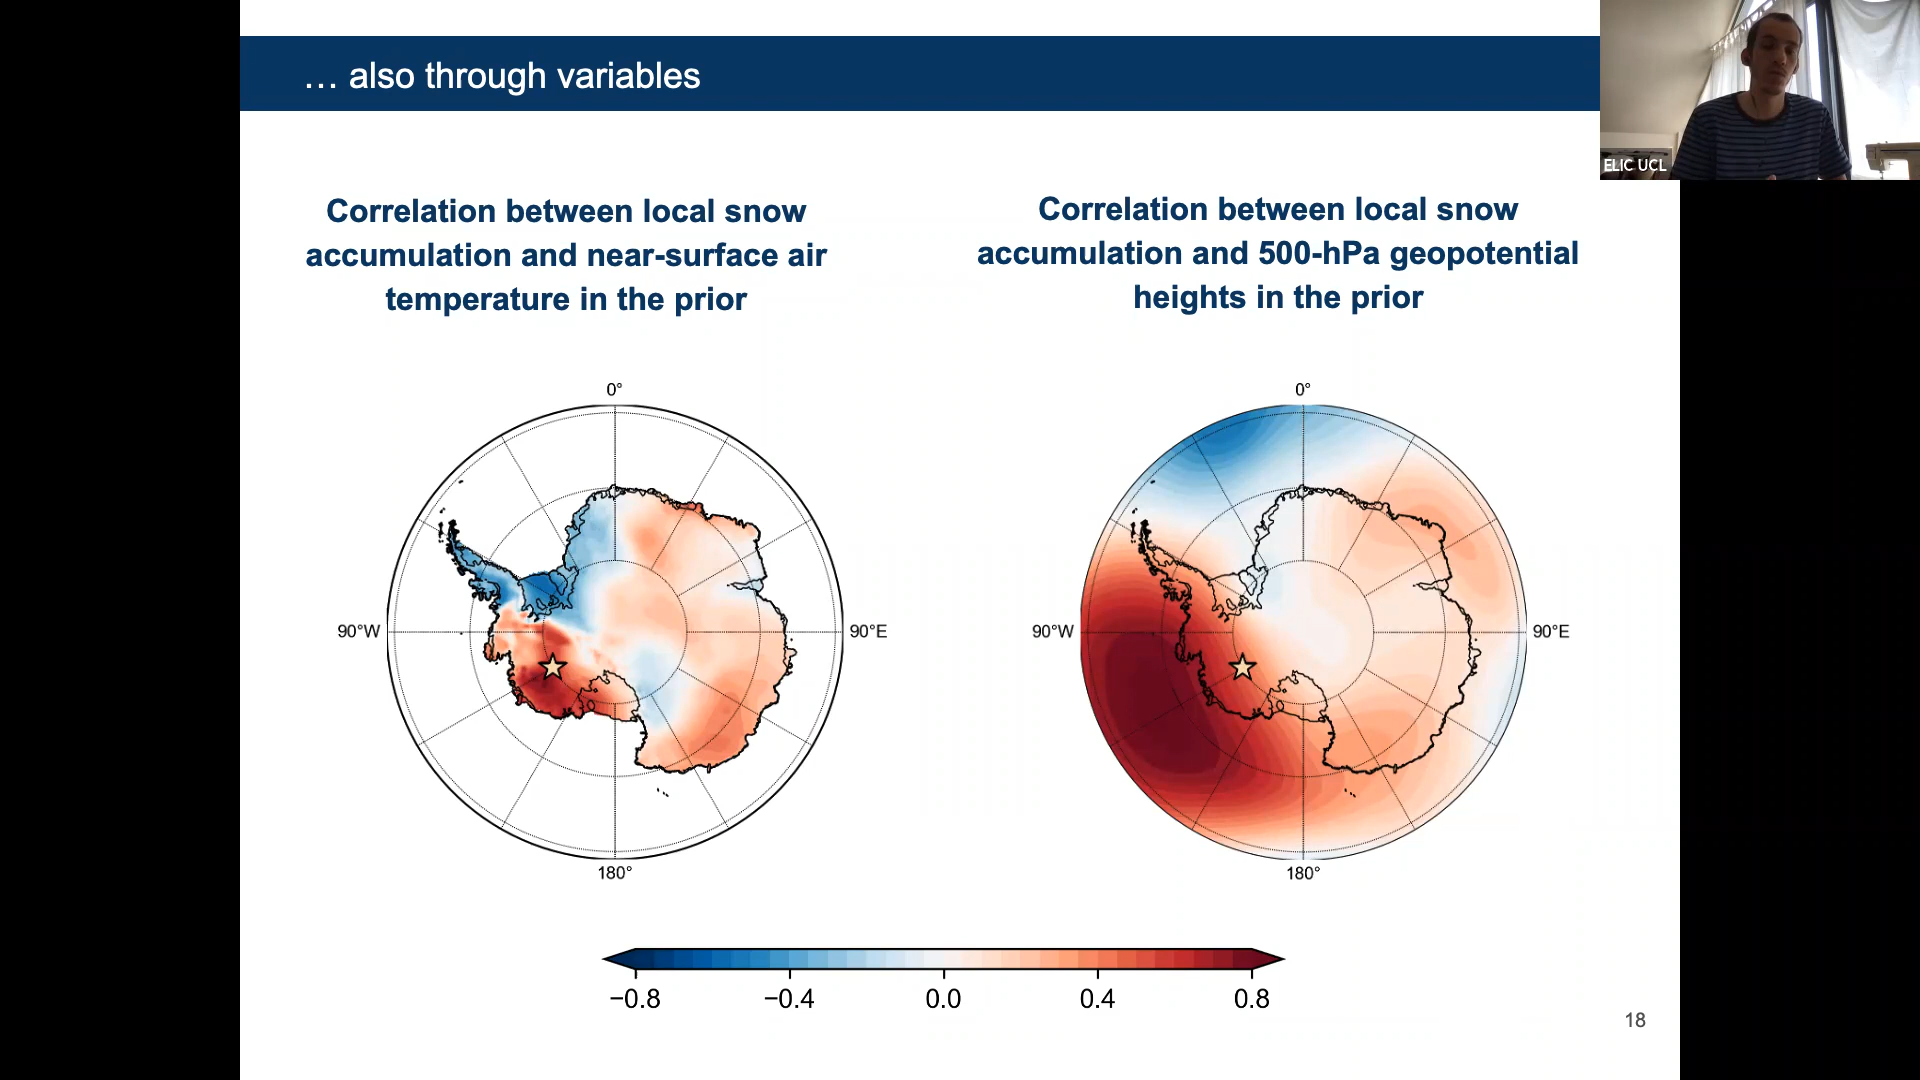 … also through variables
ELIC UCL
Correlation between local snow
accumulation and near-surface air
temperature in the prior
Correlation between local snow
accumulation and 500-hPa geopotential
heights in the prior
0°
90°W
90°E
180°
0°
90°W
90°E
180°
−0.8
−0.4
0.0
0.4
0.8
18